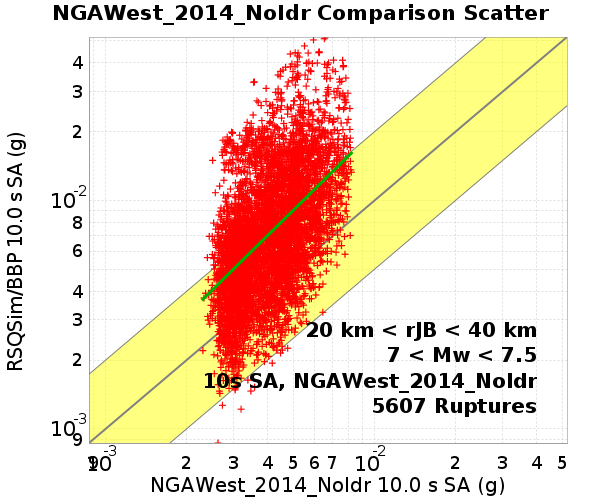 NGAWest_2014_NoIdr Comparison Scatter
RSQSim/BBP 10.0 s SA (g)
4
3
2
10-2
8
6
4
3
2
10-3
9
20 km < rJB < 40 km
7 < Mw < 7.5
10s SA, NGAWest_2014_NoIdr
5607 Ruptures
9 10-3 2 3 4 5 6 7 10-2 2 3 4 5
NGAWest_2014_NoIdr 10.0 s SA (g)